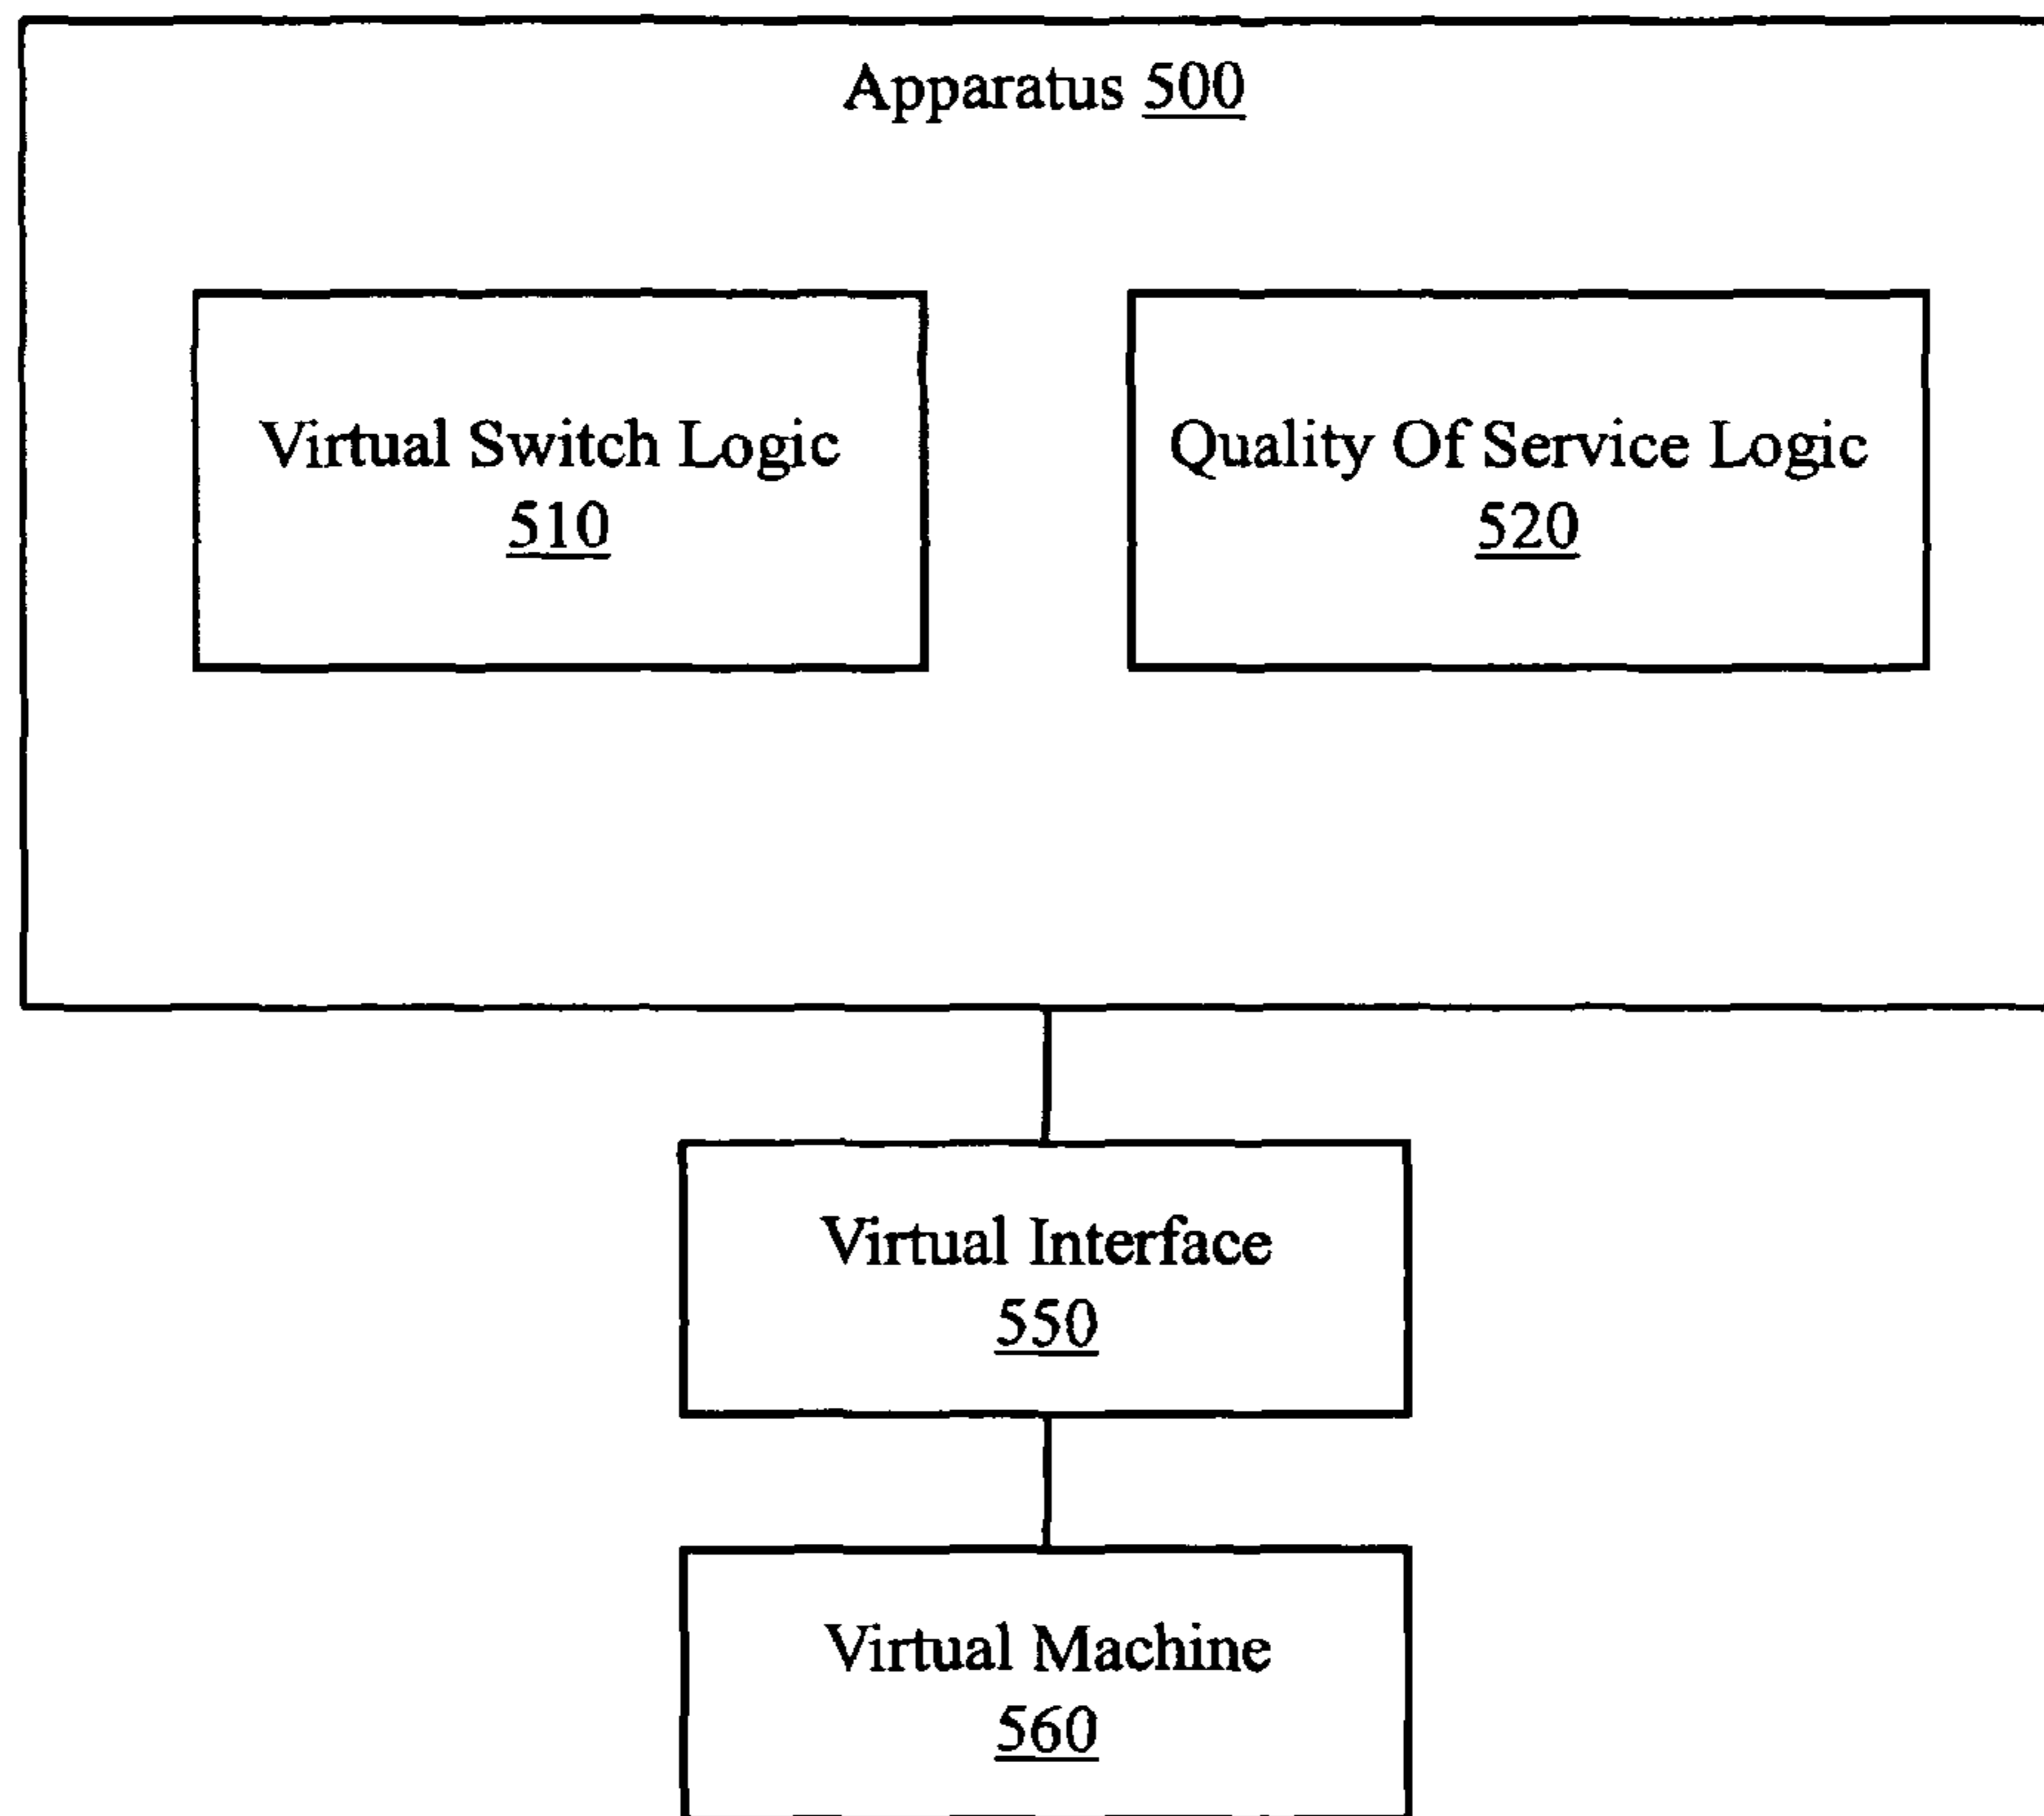 Apparatus 500
Virtual Switch Logic
510
Quality Of Service Logic
520
Virtual Interface
550
Virtual Machine
560